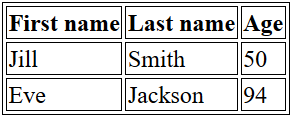 First name Last name Age
Jill Smith 50
Eve Jackson 94